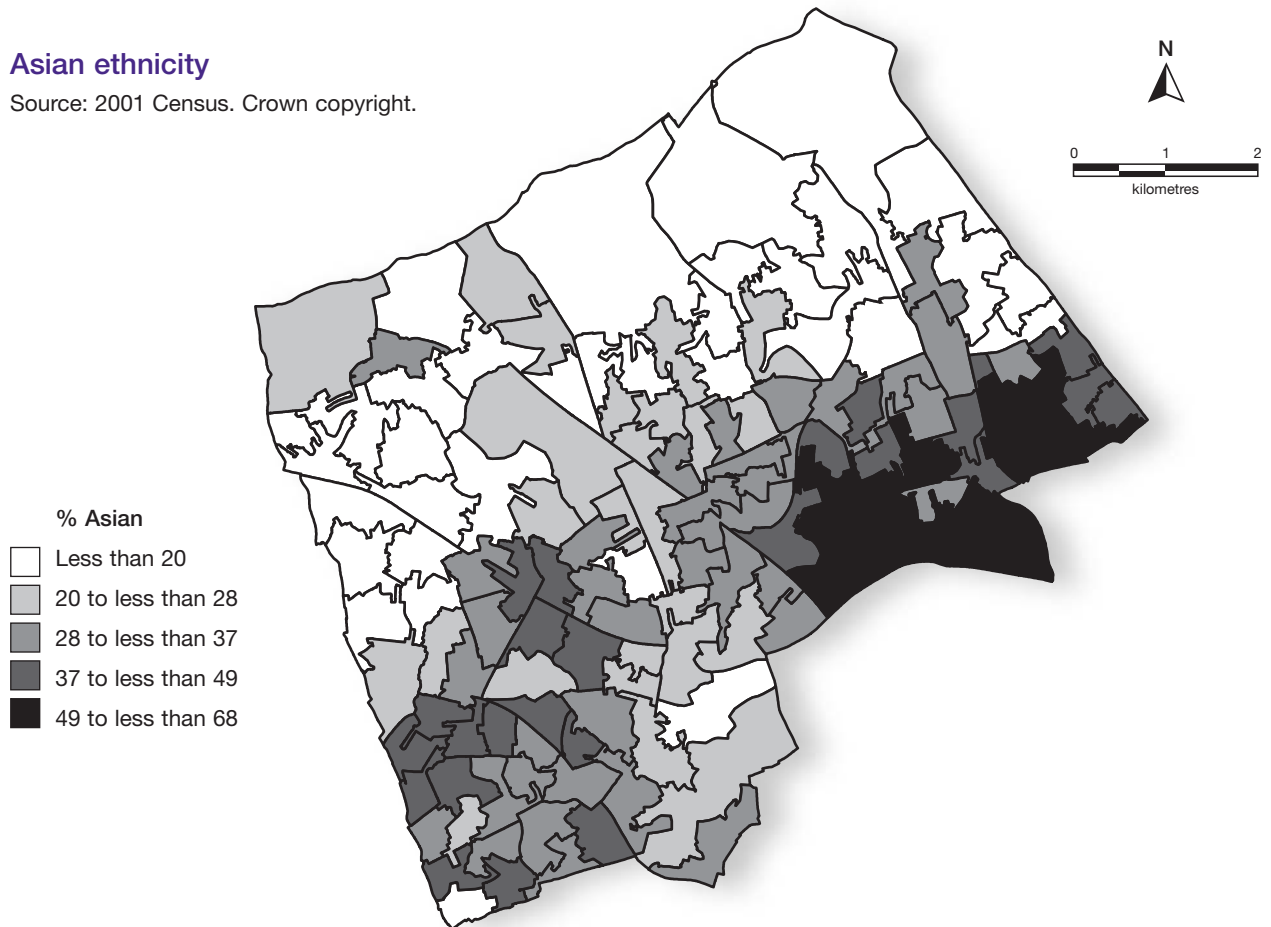 Asian ethnicity
Source: 2001 Census. Crown copyright.
N
0 1 2
kilometres
% Asian
Less than 20
20 to less than 28
28 to less than 37
37 to less than 49
49 to less than 68